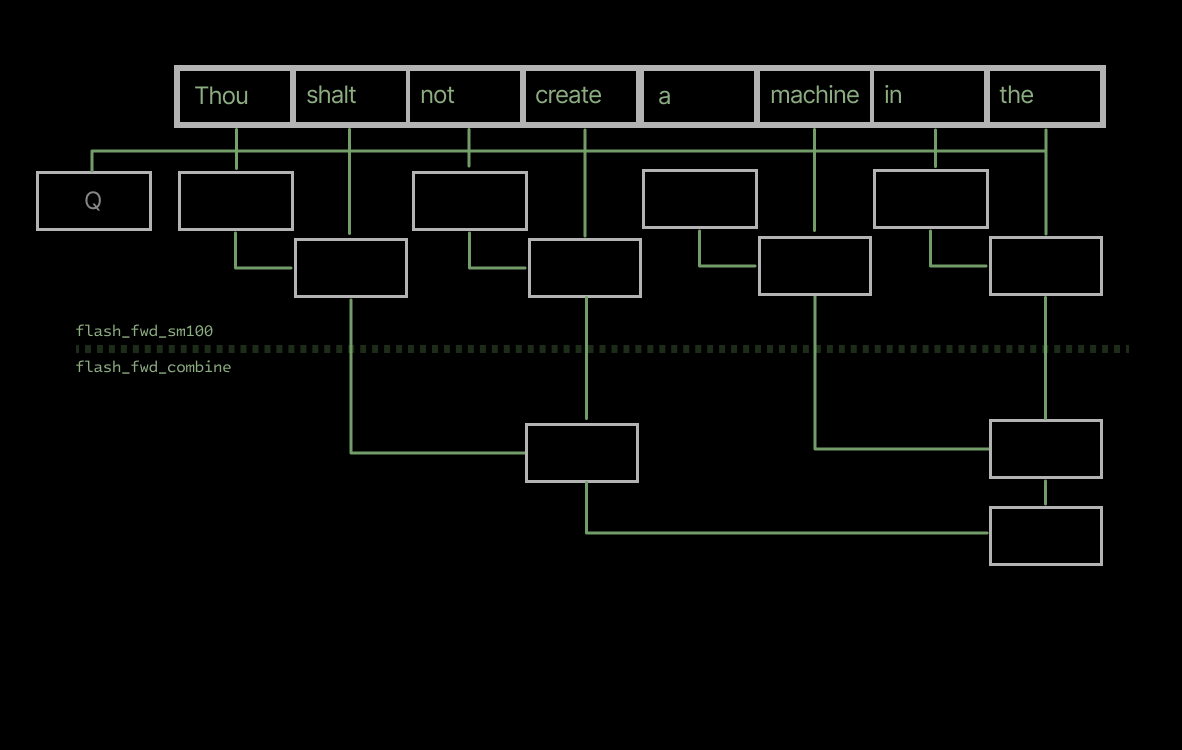 Thou shalt not create a machine in the
Q
flash_fwd_sm100
flash_fwd_combine